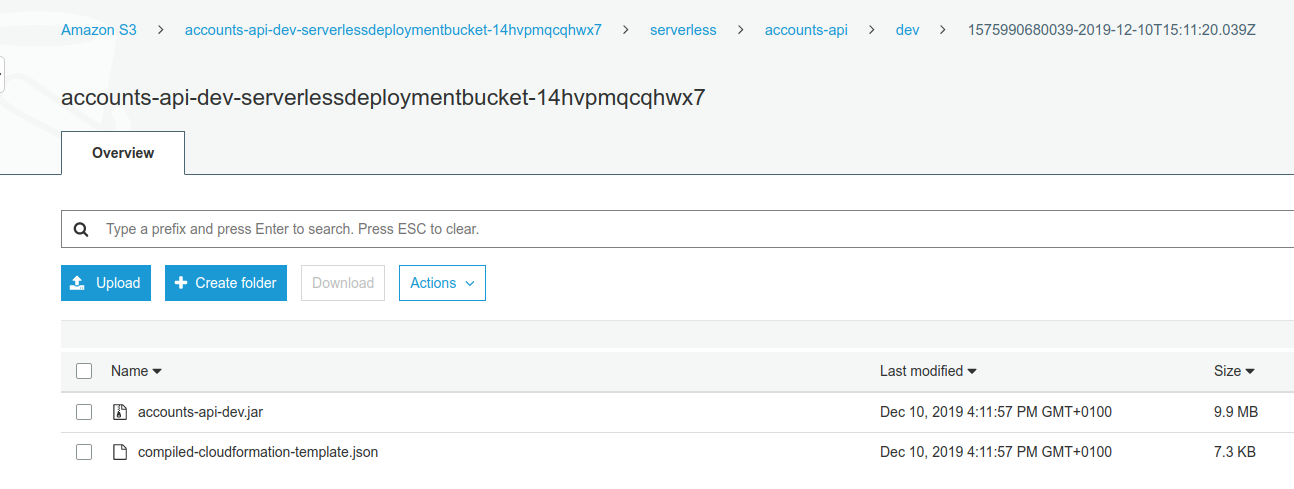 Amazon S3 > accounts-api-dev-serverlessdeploymentbucket-14hvpmqcqhwx7 > serverless > accounts-api > dev > 1575990680039-2019-12-10T15:11:20.039Z
accounts-api-dev-serverlessdeploymentbucket-14hvpmqcqhwx7
Overview
Type a prefix and press Enter to search. Press ESC to clear.
Upload Create folder Download Actions
Name Last modified Size
accounts-api-dev.jar Dec 10, 2019 4:11:57 PM GMT+0100 9.9 MB
compiled-cloudformation-template.json Dec 10, 2019 4:11:57 PM GMT+0100 7.3 KB